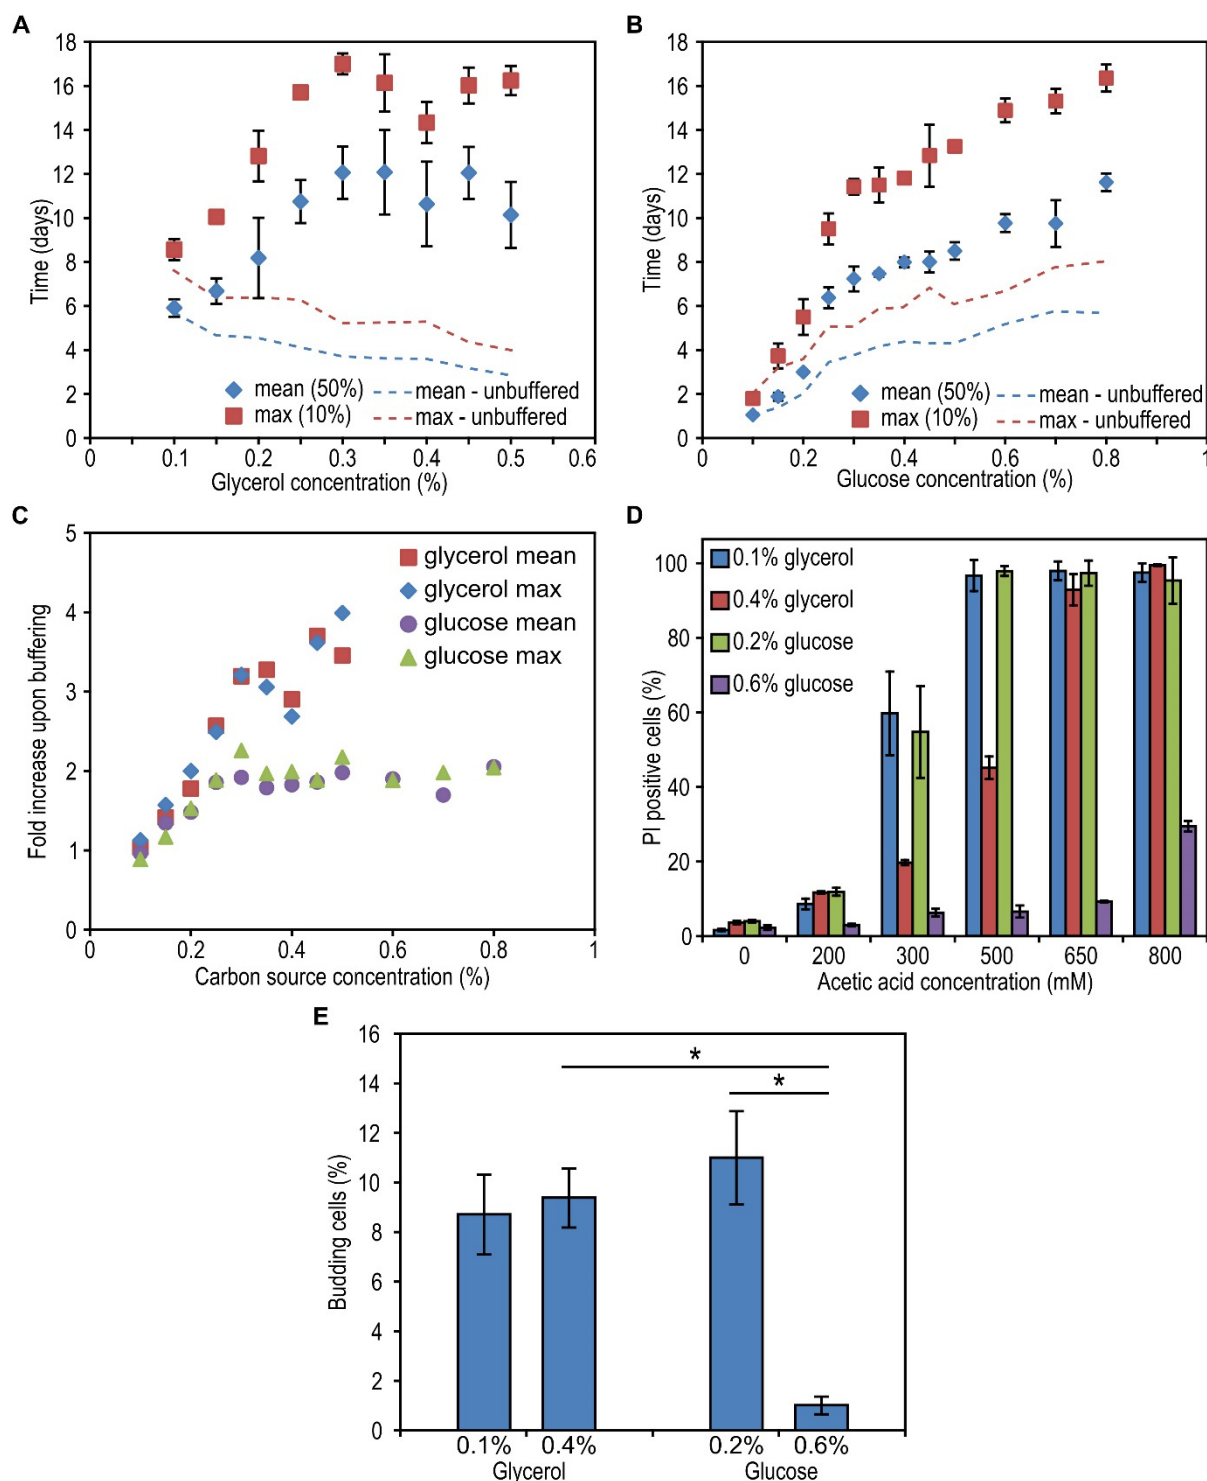 A
18
16
14
12
10
8
6
4
2
0
Time (days)
mean (50%)
max (10%)
mean - unbuffered
max - unbuffered
0 0.1 0.2 0.3 0.4 0.5 0.6
Glycerol concentration (%)
B
18
16
14
12
10
8
6
4
2
0
Time (days)
mean (50%)
max (10%)
mean - unbuffered
max - unbuffered
0 0.2 0.4 0.6 0.8 1
Glucose concentration (%)
C
5
4
3
2
1
0
Fold increase upon buffering
glycerol mean
glycerol max
glucose mean
glucose max
0 0.2 0.4 0.6 0.8 1
Carbon source concentration (%)
D
100
80
60
40
20
0
PI positive cells (%)
0.1% glycerol
0.4% glycerol
0.2% glucose
0.6% glucose
0 200 300 500 650 800
Acetic acid concentration (mM)
E
16
14
12
10
8
6
4
2
0
Budding cells (%)
*
*
0.1% 0.4% 0.2% 0.6%
Glycerol Glucose